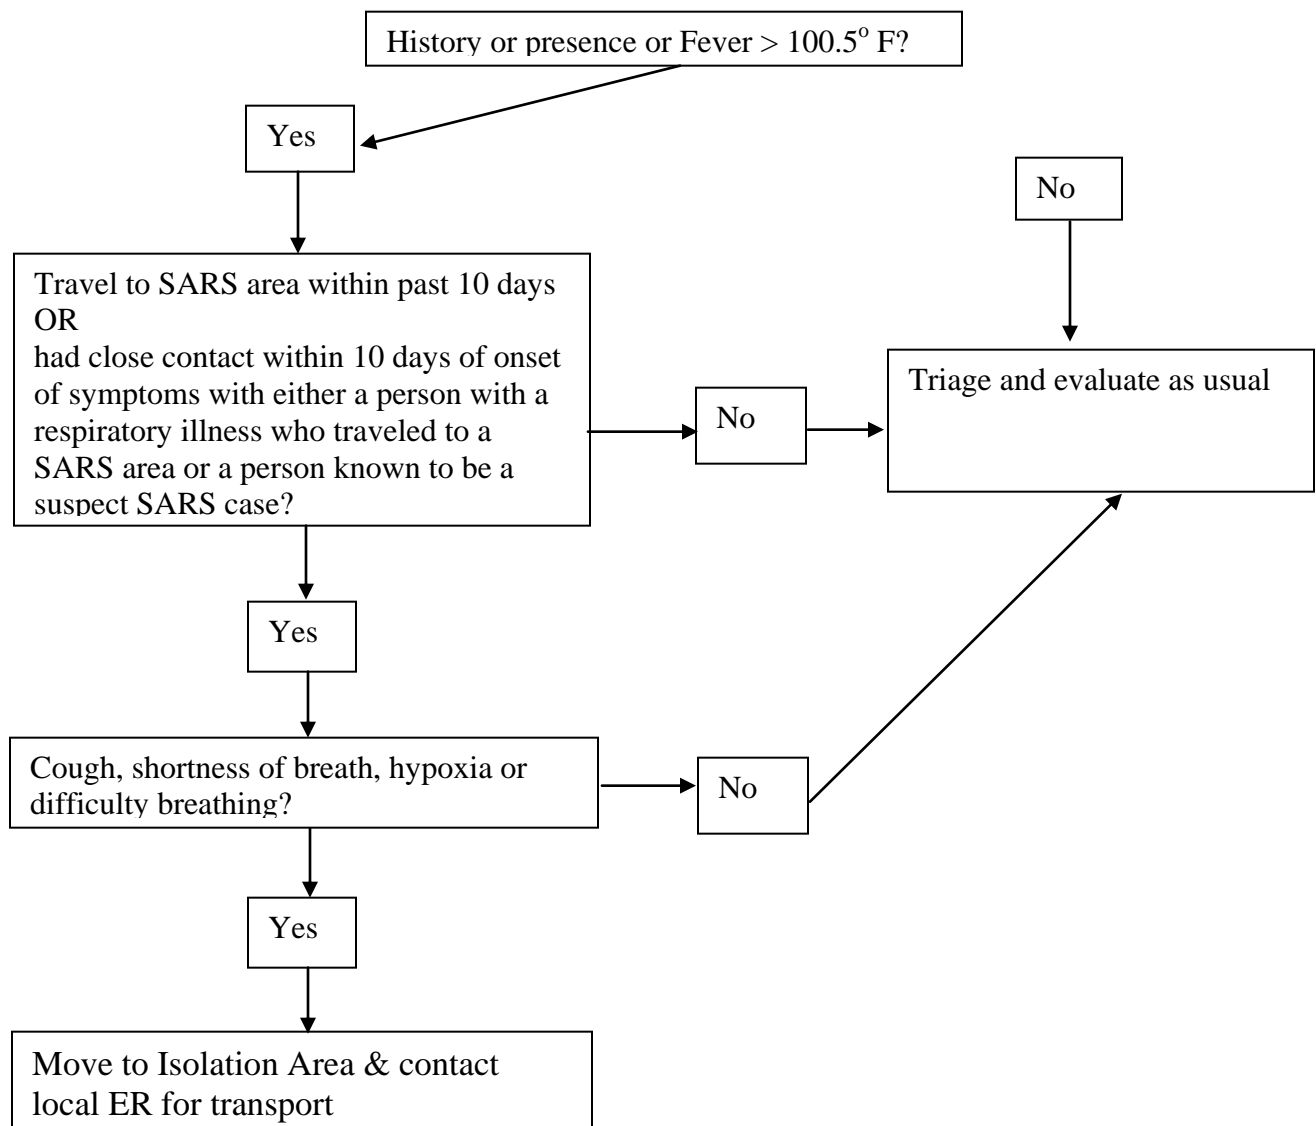 History or presence or Fever > 100.5° F?
Yes
No
Travel to SARS area within past 10 days
OR
had close contact within 10 days of onset
of symptoms with either a person with a
respiratory illness who traveled to a
SARS area or a person known to be a
suspect SARS case?
No
Triage and evaluate as usual
Yes
Cough, shortness of breath, hypoxia or
difficulty breathing?
No
Yes
Move to Isolation Area & contact
local ER for transport